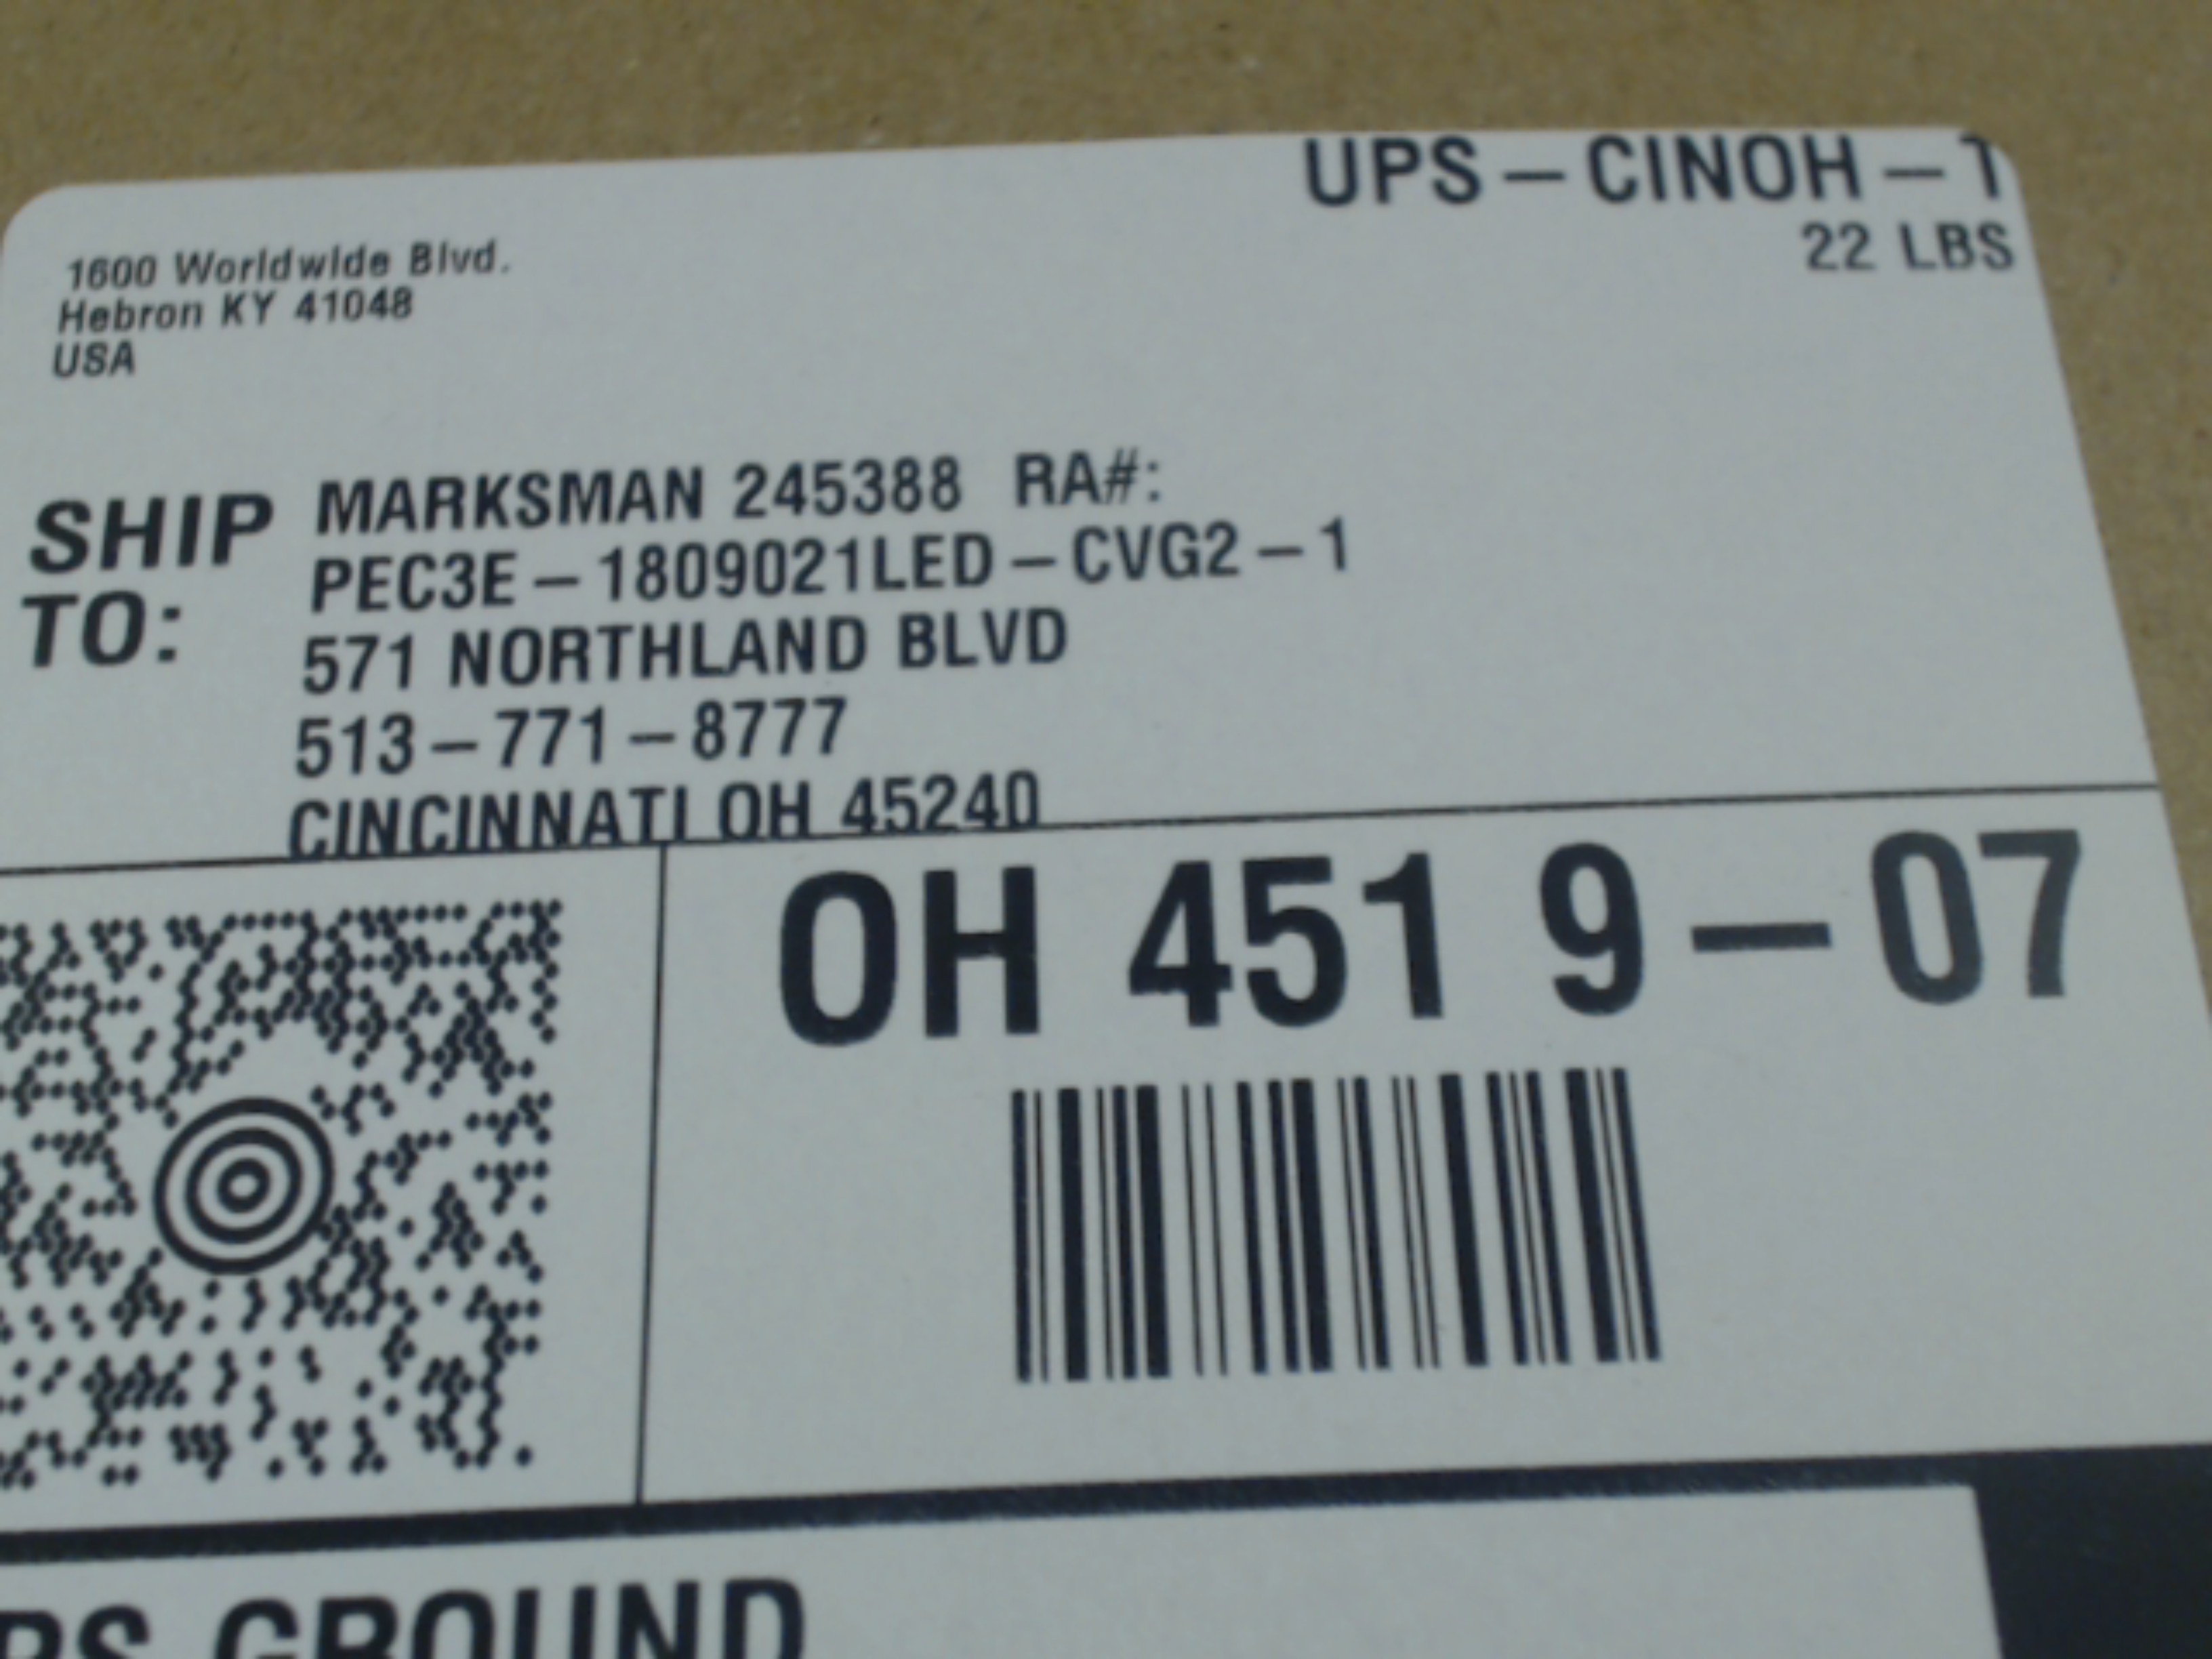 UPS – CINOH – 1
22 LBS
1600 Worldwide Blvd.
Hebron KY 41048
USA
SHIP TO:
MARKSMAN 245388 RA#:
PEC3E – 1809021LED – CVG2 – 1
571 NORTHLAND BLVD
513 – 771 – 8777
CINCINNATI OH 45240
OH 451 9 – 07
GROUND